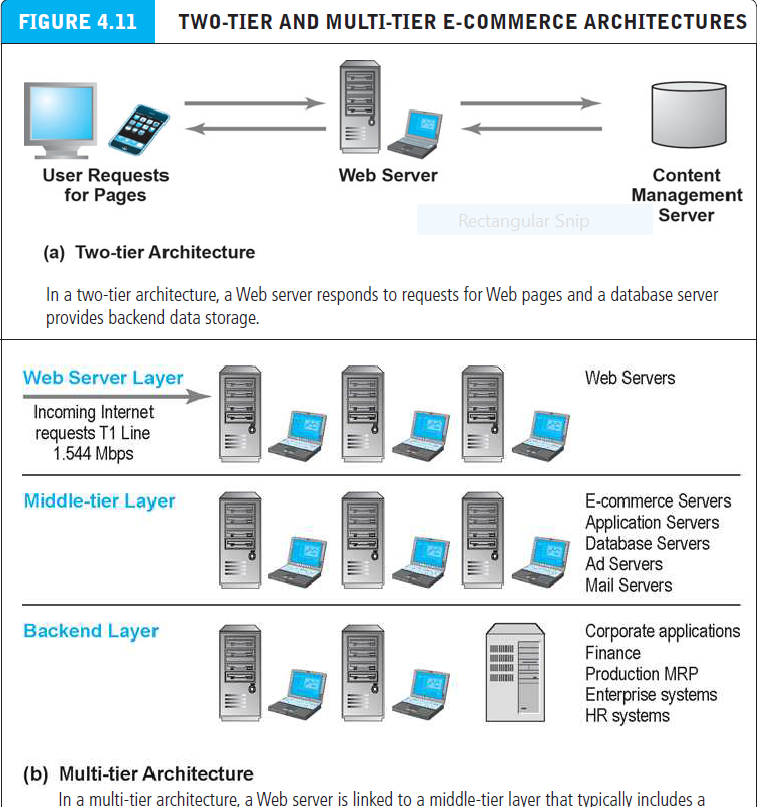 FIGURE 4.11 TWO-TIER AND MULTI-TIER E-COMMERCE ARCHITECTURES
User Requests
for Pages
Web Server
Content
Management
Server
Rectangular Snip
(a) Two-tier Architecture
In a two-tier architecture, a Web server responds to requests for Web pages and a database server
provides backend data storage.
Web Server Layer
Incoming Internet
requests T1 Line
1.544 Mbps
Web Servers
Middle-tier Layer
E-commerce Servers
Application Servers
Database Servers
Ad Servers
Mail Servers
Backend Layer
Corporate applications
Finance
Production MRP
Enterprise systems
HR systems
(b) Multi-tier Architecture
In a multi-tier architecture, a Web server is linked to a middle-tier layer that typically includes a